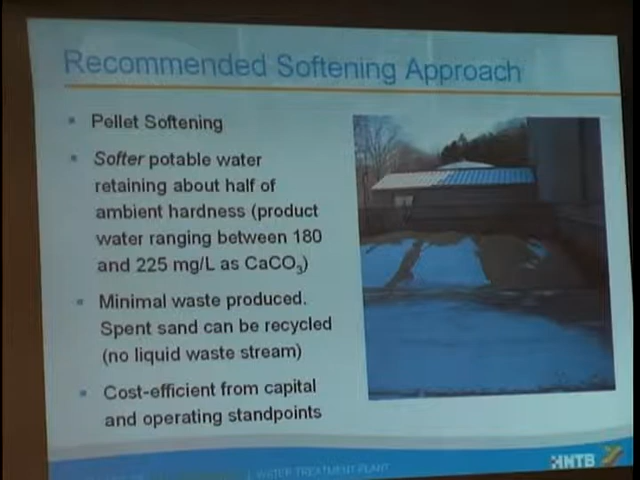 Recommended Softening Approach
Pellet Softening
Softer potable water
retaining about half of
ambient hardness (product
water ranging between 180
and 225 mg/L as CaCO3)
Minimal waste produced.
Spent sand can be recycled
(no liquid waste stream)
Cost-efficient from capital
and operating standpoints
WATER TREATMENT PLANT
HNTB